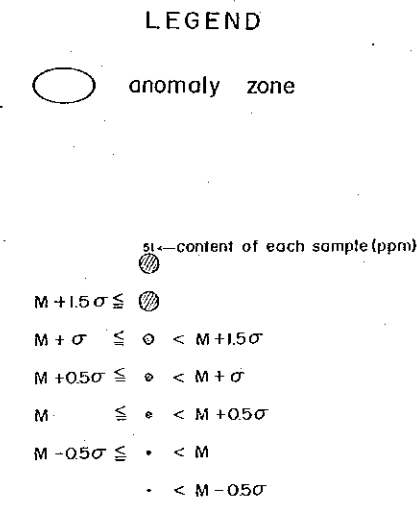 LEGEND
anomaly zone
51←content of each sample (ppm)
M+1.5σ ≦
M+σ ≦ < M+1.5σ
M+0.5σ ≦ < M+σ
M ≦ < M+0.5σ
M-0.5σ ≦ < M
< M-0.5σ